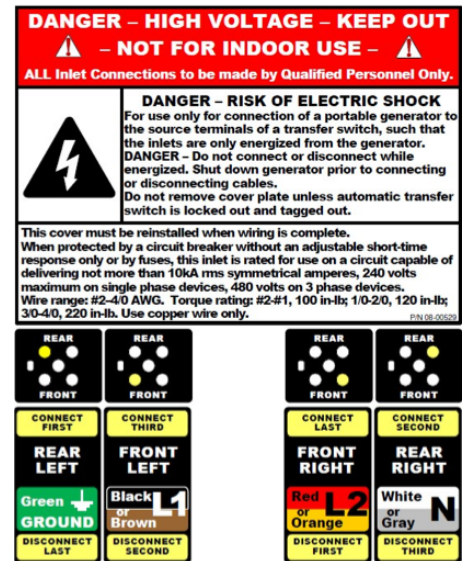 DANGER – HIGH VOLTAGE – KEEP OUT
– NOT FOR INDOOR USE –
ALL Inlet Connections to be made by Qualified Personnel Only.
DANGER – RISK OF ELECTRIC SHOCK
For use only for connection of a portable generator to
the source terminals of a transfer switch, such that
the inlets are only energized from the generator.
DANGER – Do not connect or disconnect while
energized. Shut down generator prior to connecting
or disconnecting cables.
Do not remove cover plate unless automatic transfer
switch is locked out and tagged out.
This cover must be reinstalled when wiring is complete.
When protected by a circuit breaker without an adjustable short-time
response only or by fuses, this inlet is rated for use on a circuit capable of
delivering not more than 10kA rms symmetrical amperes, 240 volts
maximum on single phase devices, 480 volts on 3 phase devices.
Wire range: #2-4/0 AWG. Torque rating: #2-#1, 100 in-lb; 1/0-2/0, 120 in-lb;
3/0-4/0, 220 in-lb. Use copper wire only.
P/N 08-00529
REAR
FRONT
CONNECT
FIRST
REAR
LEFT
Green
GROUND
DISCONNECT
LAST
REAR
FRONT
CONNECT
THIRD
FRONT
LEFT
Black
or
Brown
L1
DISCONNECT
SECOND
REAR
FRONT
CONNECT
LAST
FRONT
RIGHT
Red
or
Orange
L2
DISCONNECT
FIRST
REAR
FRONT
CONNECT
SECOND
REAR
RIGHT
White
or
Gray
N
DISCONNECT
THIRD